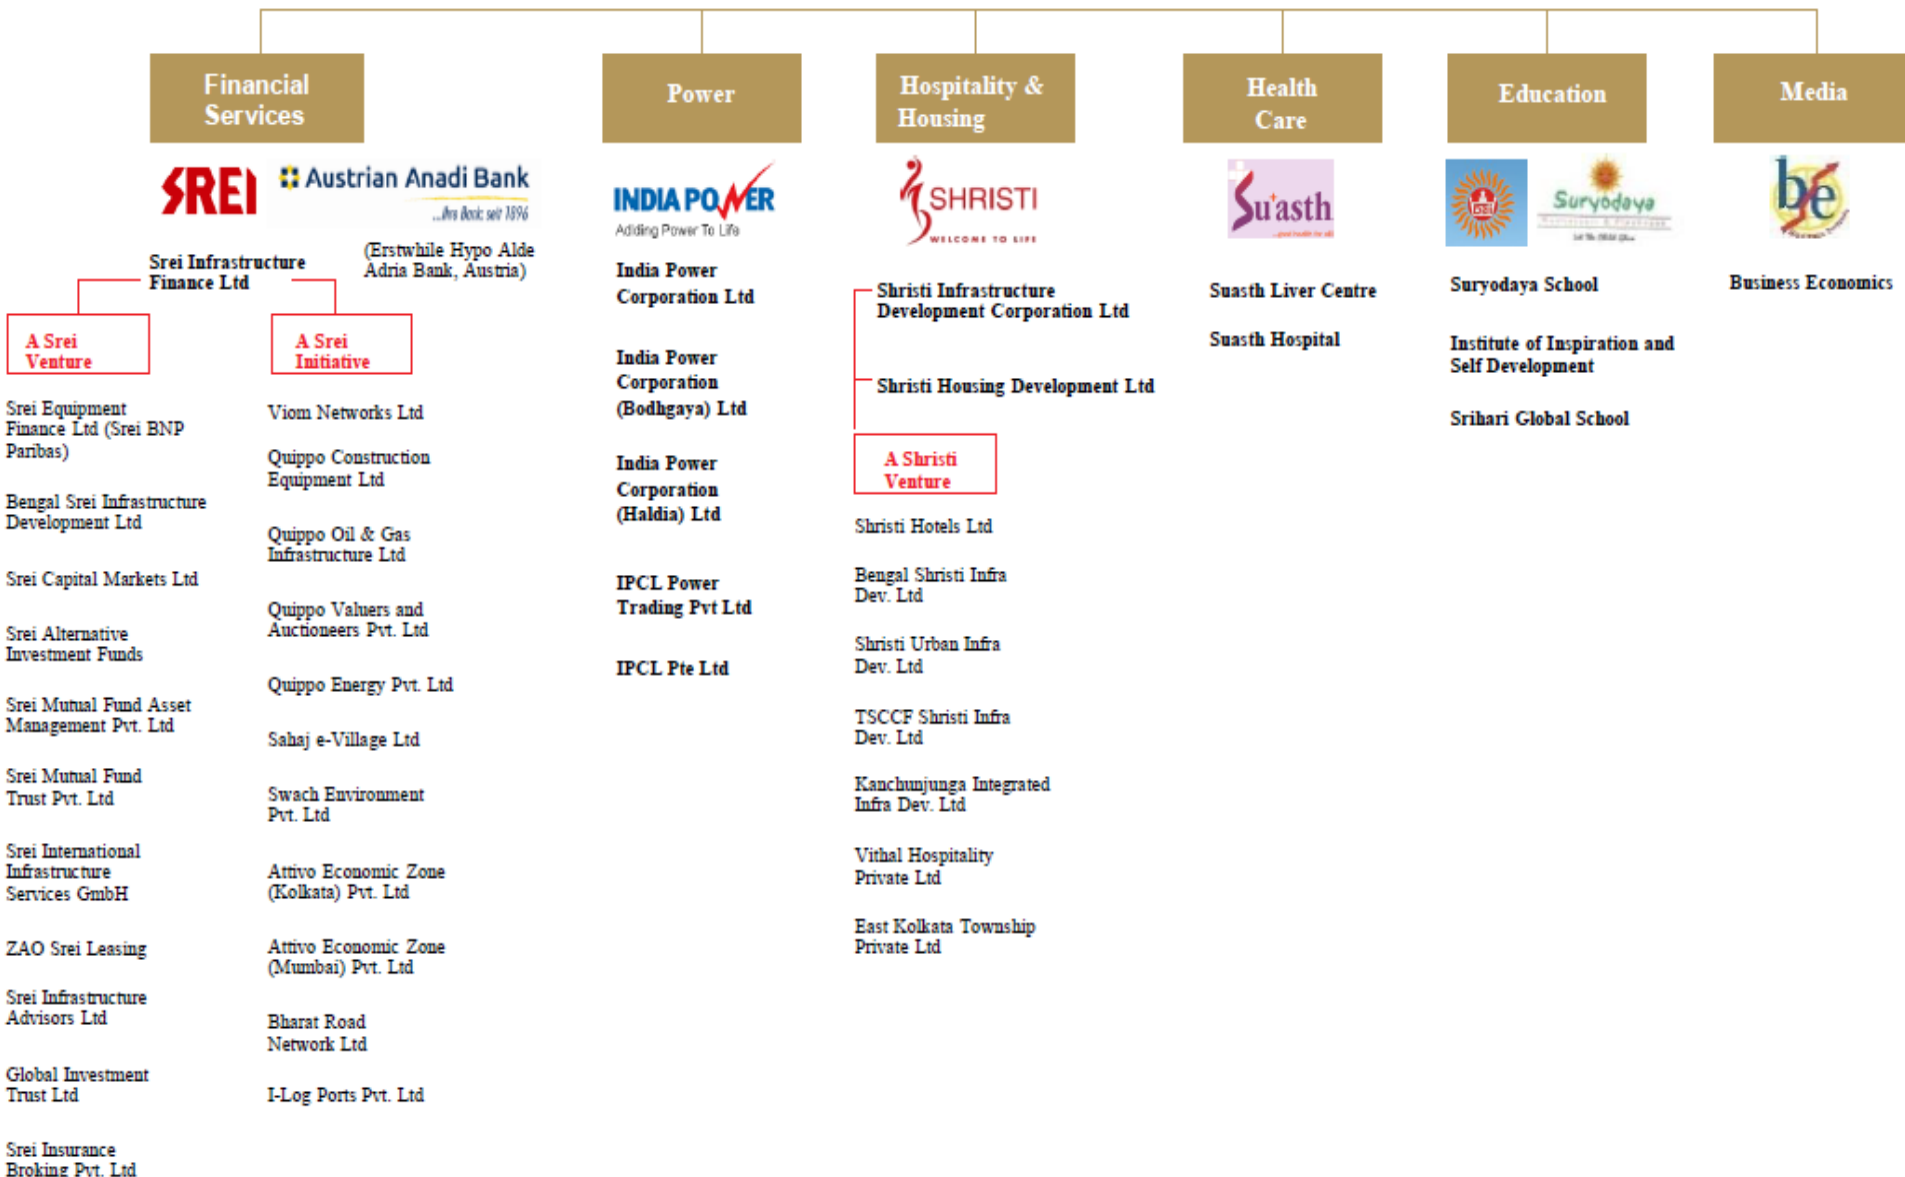 Financial
Services
SREI
Austrian Anadi Bank
...Ihre Bank seit 1896
(Erstwhile Hypo Alde
Adria Bank, Austria)
Srei Infrastructure
Finance Ltd
A Srei
Venture
Srei Equipment
Finance Ltd (Srei BNP
Paribas)
Bengal Srei Infrastructure
Development Ltd
Srei Capital Markets Ltd
Srei Alternative
Investment Funds
Srei Mutual Fund Asset
Management Pvt. Ltd
Srei Mutual Fund
Trust Pvt. Ltd
Srei International
Infrastructure
Services GmbH
ZAO Srei Leasing
Srei Infrastructure
Advisors Ltd
Global Investment
Trust Ltd
Srei Insurance
Broking Pvt. Ltd
A Srei
Initiative
Viom Networks Ltd
Quippo Construction
Equipment Ltd
Quippo Oil & Gas
Infrastructure Ltd
Quippo Valuers and
Auctioneers Pvt. Ltd
Quippo Energy Pvt. Ltd
Sahaj e-Village Ltd
Swach Environment
Pvt. Ltd
Attivo Economic Zone
(Kolkata) Pvt. Ltd
Attivo Economic Zone
(Mumbai) Pvt. Ltd
Bharat Road
Network Ltd
I-Log Ports Pvt. Ltd
Power
INDIA POWER
Adding Power To Life
India Power
Corporation Ltd
India Power
Corporation
(Bodhgaya) Ltd
India Power
Corporation
(Haldia) Ltd
IPCL Power
Trading Pvt Ltd
IPCL Pte Ltd
Hospitality &
Housing
SHRISTI
WELCOME TO LIFE
Shristi Infrastructure
Development Corporation Ltd
Shristi Housing Development Ltd
A Shristi
Venture
Shristi Hotels Ltd
Bengal Shristi Infra
Dev. Ltd
Shristi Urban Infra
Dev. Ltd
TSCCF Shristi Infra
Dev. Ltd
Kanchunjunga Integrated
Infra Dev. Ltd
Vithal Hospitality
Private Ltd
East Kolkata Township
Private Ltd
Health
Care
Su'asth
...good health for all
Suasth Liver Centre
Suasth Hospital
Education
Suryodaya
Suryodaya School
Institute of Inspiration and
Self Development
Srihari Global School
Media
be
Business Economics